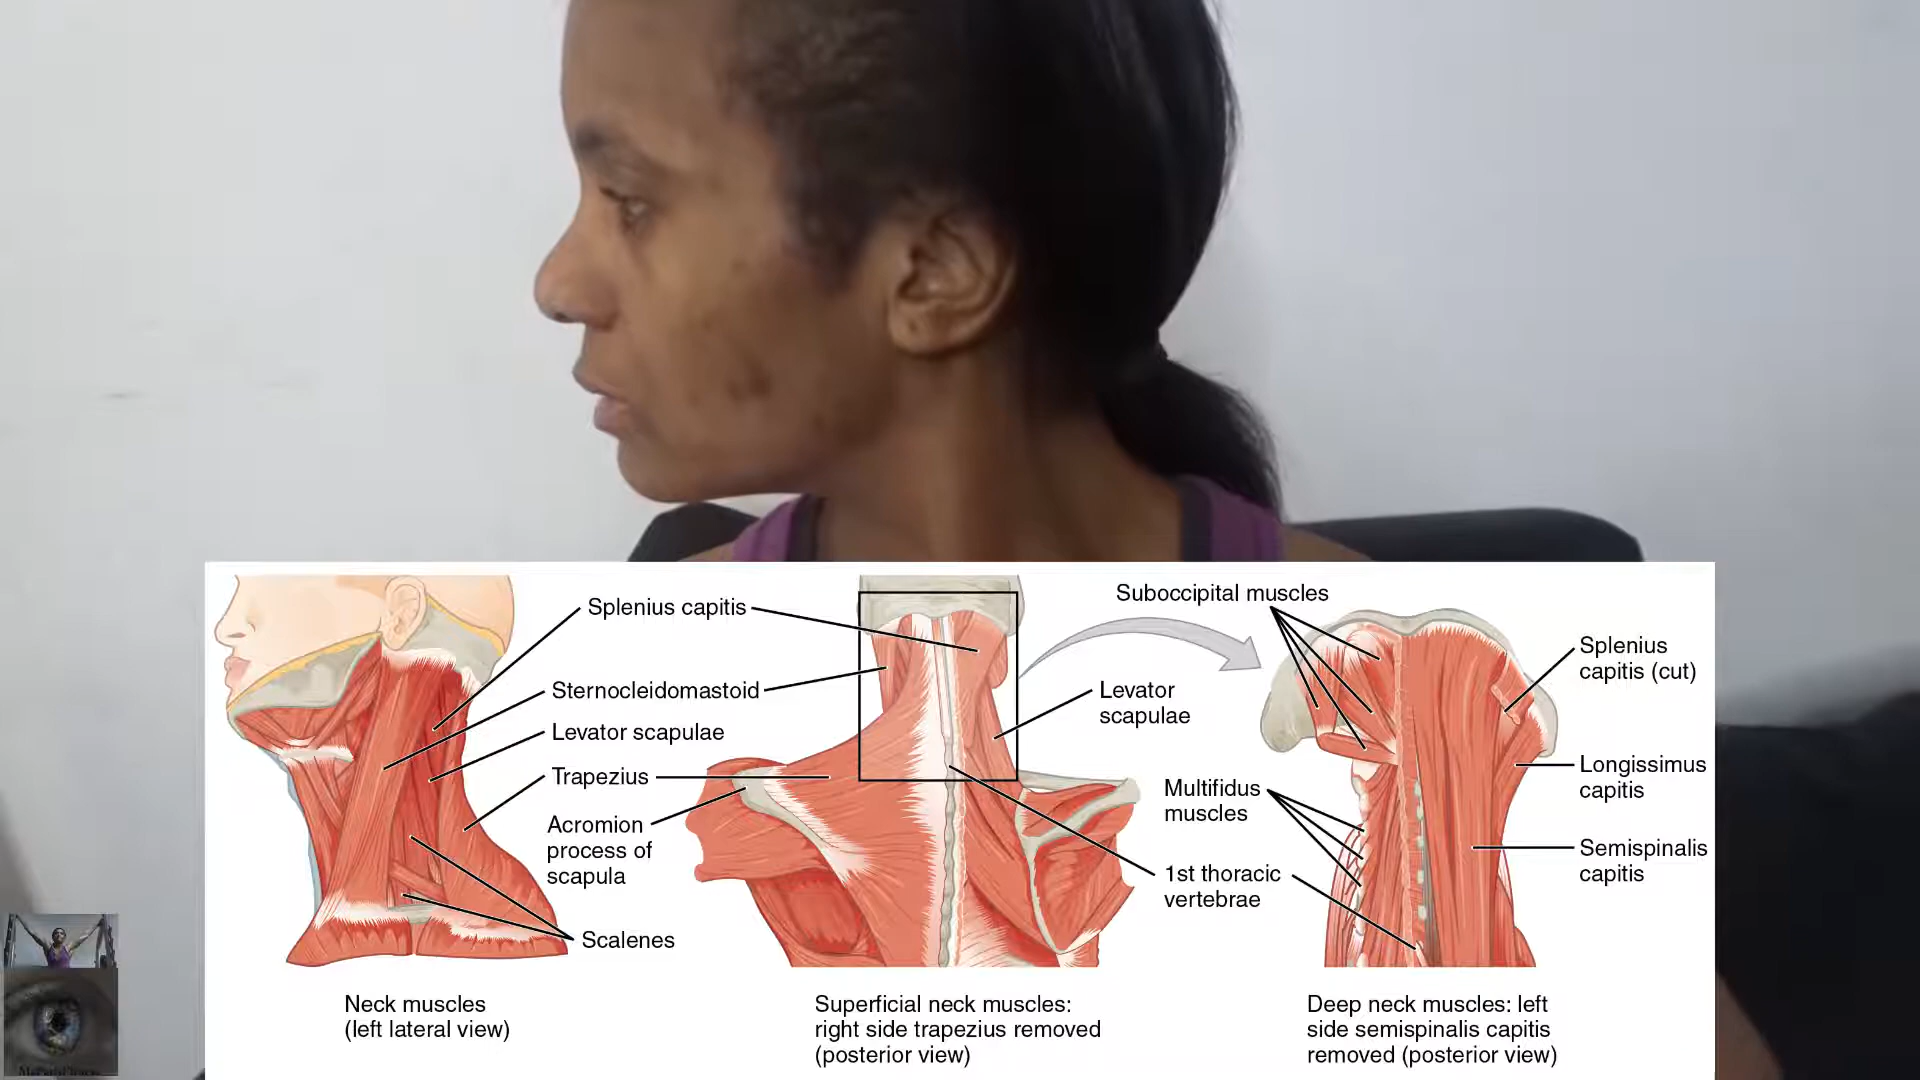 Splenius capitis
Sternocleidomastoid
Levator scapulae
Trapezius
Acromion
process of
scapula
Scalenes
Neck muscles
(left lateral view)
Levator
scapulae
1st thoracic
vertebrae
Superficial neck muscles:
right side trapezius removed
(posterior view)
Suboccipital muscles
Splenius
capitis (cut)
Longissimus
capitis
Multifidus
muscles
Semispinalis
capitis
Deep neck muscles: left
side semispinalis capitis
removed (posterior view)